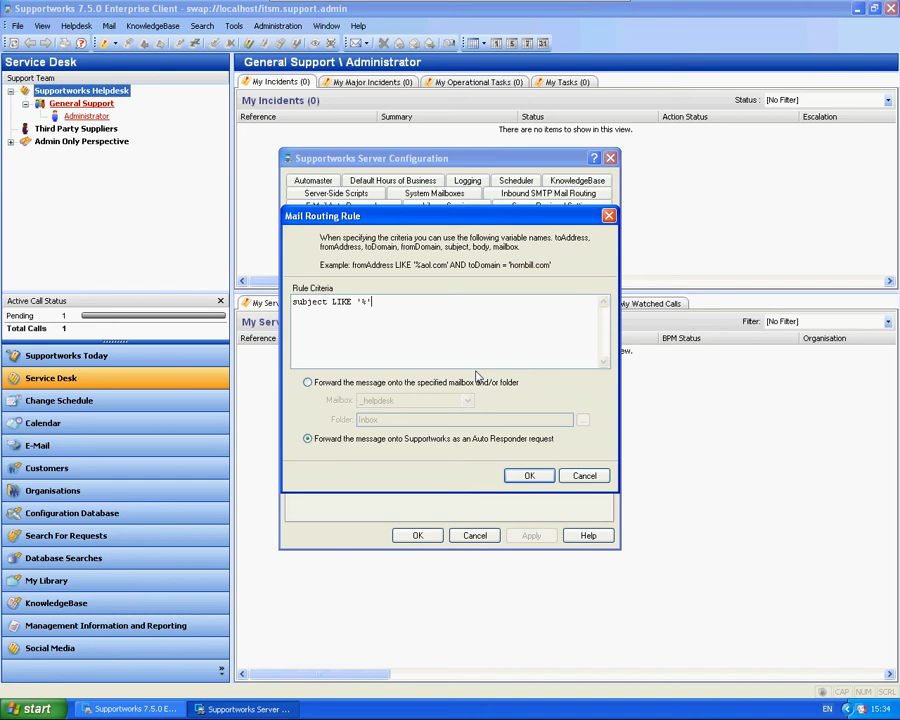 Supportworks 7.5.0 Enterprise Client - swap://localhost/itsm.support.admin
File View Helpdesk Mail KnowledgeBase Search Tools Administration Window Help
Service Desk
General Support \ Administrator
Support Team
Supportworks Helpdesk
General Support
Administrator
Third Party Suppliers
Admin Only Perspective
My Incidents (0) My Major Incidents (0) My Operational Tasks (0) My Tasks (0)
My Incidents (0)
Status : [No Filter]
Reference Summary Status Action Status Escalation
There are no items to show in this view.
Supportworks Server Configuration
Automaster Default Hours of Business Logging Scheduler KnowledgeBase
Server-Side Scripts System Mailboxes Inbound SMTP Mail Routing
Mail Routing Rule
When specifying the criteria you can use the following variable names. toAddress,
fromAddress, toDomain, fromDomain, subject, body, mailbox.
Example: fromAddress LIKE '%aol.com' AND toDomain = 'hornbill.com'
Rule Criteria
subject LIKE '%'
Forward the message onto the specified mailbox and/or folder
Mailbox: _helpdesk
Folder: Inbox
...
Forward the message onto Supportworks as an Auto Responder request
OK Cancel
OK Cancel Apply Help
Active Call Status
Pending 1
Total Calls 1
My Ser
My Watched Calls
My Ser
Filter: [No Filter]
Reference
BPM Status Organisation
ew.
Supportworks Today
Service Desk
Change Schedule
Calendar
E-Mail
Customers
Organisations
Configuration Database
Search For Requests
Database Searches
My Library
KnowledgeBase
Management Information and Reporting
Social Media
CAP NUM SCRL
start
Supportworks 7.5.0 E...
Supportworks Server ...
EN
15:34